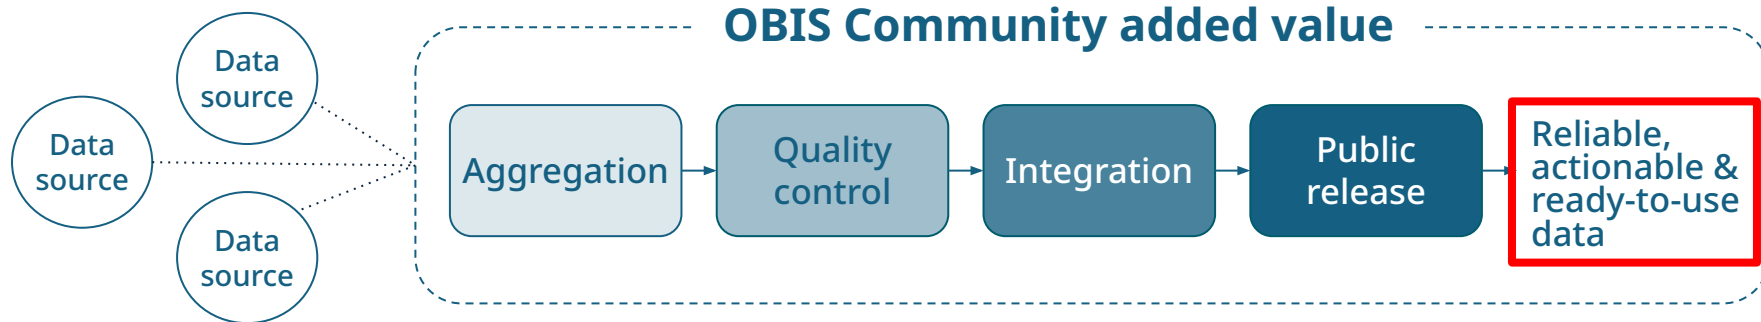 OBIS Community added value
Data
source
Data
source
Data
source
Aggregation
Quality
control
Integration
Public
release
Reliable,
actionable &
ready-to-use
data